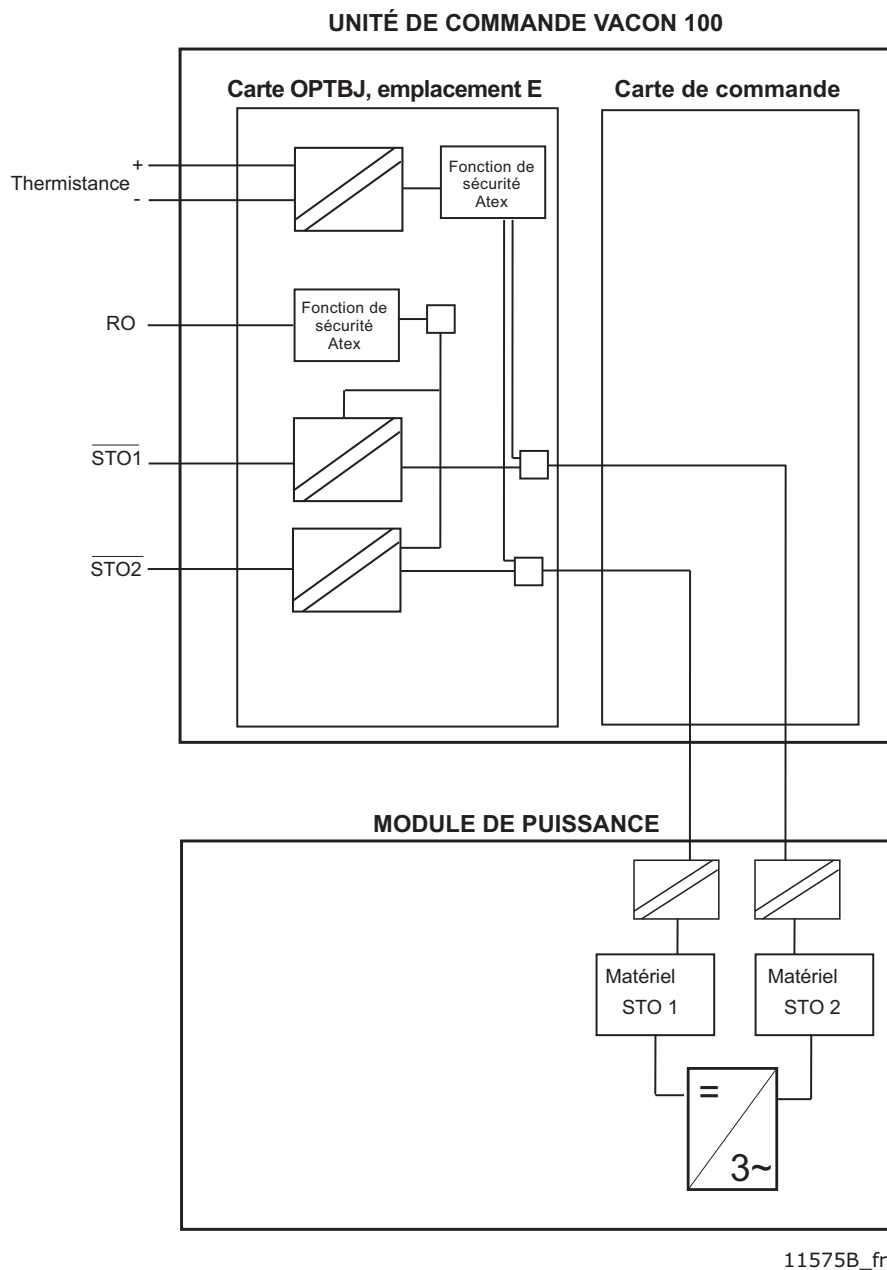 UNITÉ DE COMMANDE VACON 100
Carte OPTBJ, emplacement E
Carte de commande
Thermistance
+
-
Fonction de
sécurité
Atex
RO
Fonction de
sécurité
Atex
STO1
STO2
MODULE DE PUISSANCE
Matériel
STO 1
Matériel
STO 2
=
3~
11575B_fr